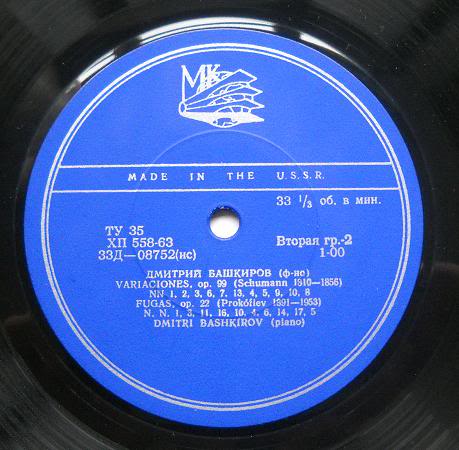 МК
MADE IN THE U.S.S.R.
33 1/3 об. в мин.
ТУ 35
ХП 558-63
33Д—08752(нс)
Вторая гр.-2
1-00
ДМИТРИЙ БАШКИРОВ (ф-но)
VARIACIONES, op. 99 (Schumann 1810—1856)
NN 1, 2, 3, 6, 7, 13, 4, 5, 9, 10, 8
FUGAS, op. 22 (Prokófiev 1891—1953)
N. N. 1, 3, 11, 16, 10, 4, 6, 14, 17, 5
DMITRI BASHKIROV (piano)